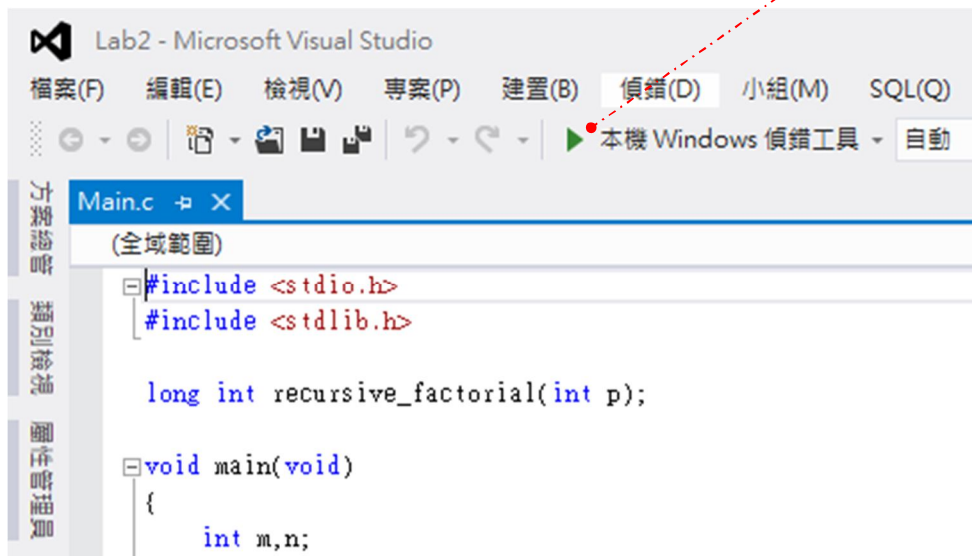 Lab2 - Microsoft Visual Studio
檔案(F) 編輯(E) 檢視(V) 專案(P) 建置(B) 偵錯(D) 小組(M) SQL(Q)
本機 Windows 偵錯工具 自動
方案總管
類別檢視
屬性管理員
Main.c
(全域範圍)
#include <stdio.h>
#include <stdlib.h>
long int recursive_factorial(int p);
void main(void)
{
int m,n;